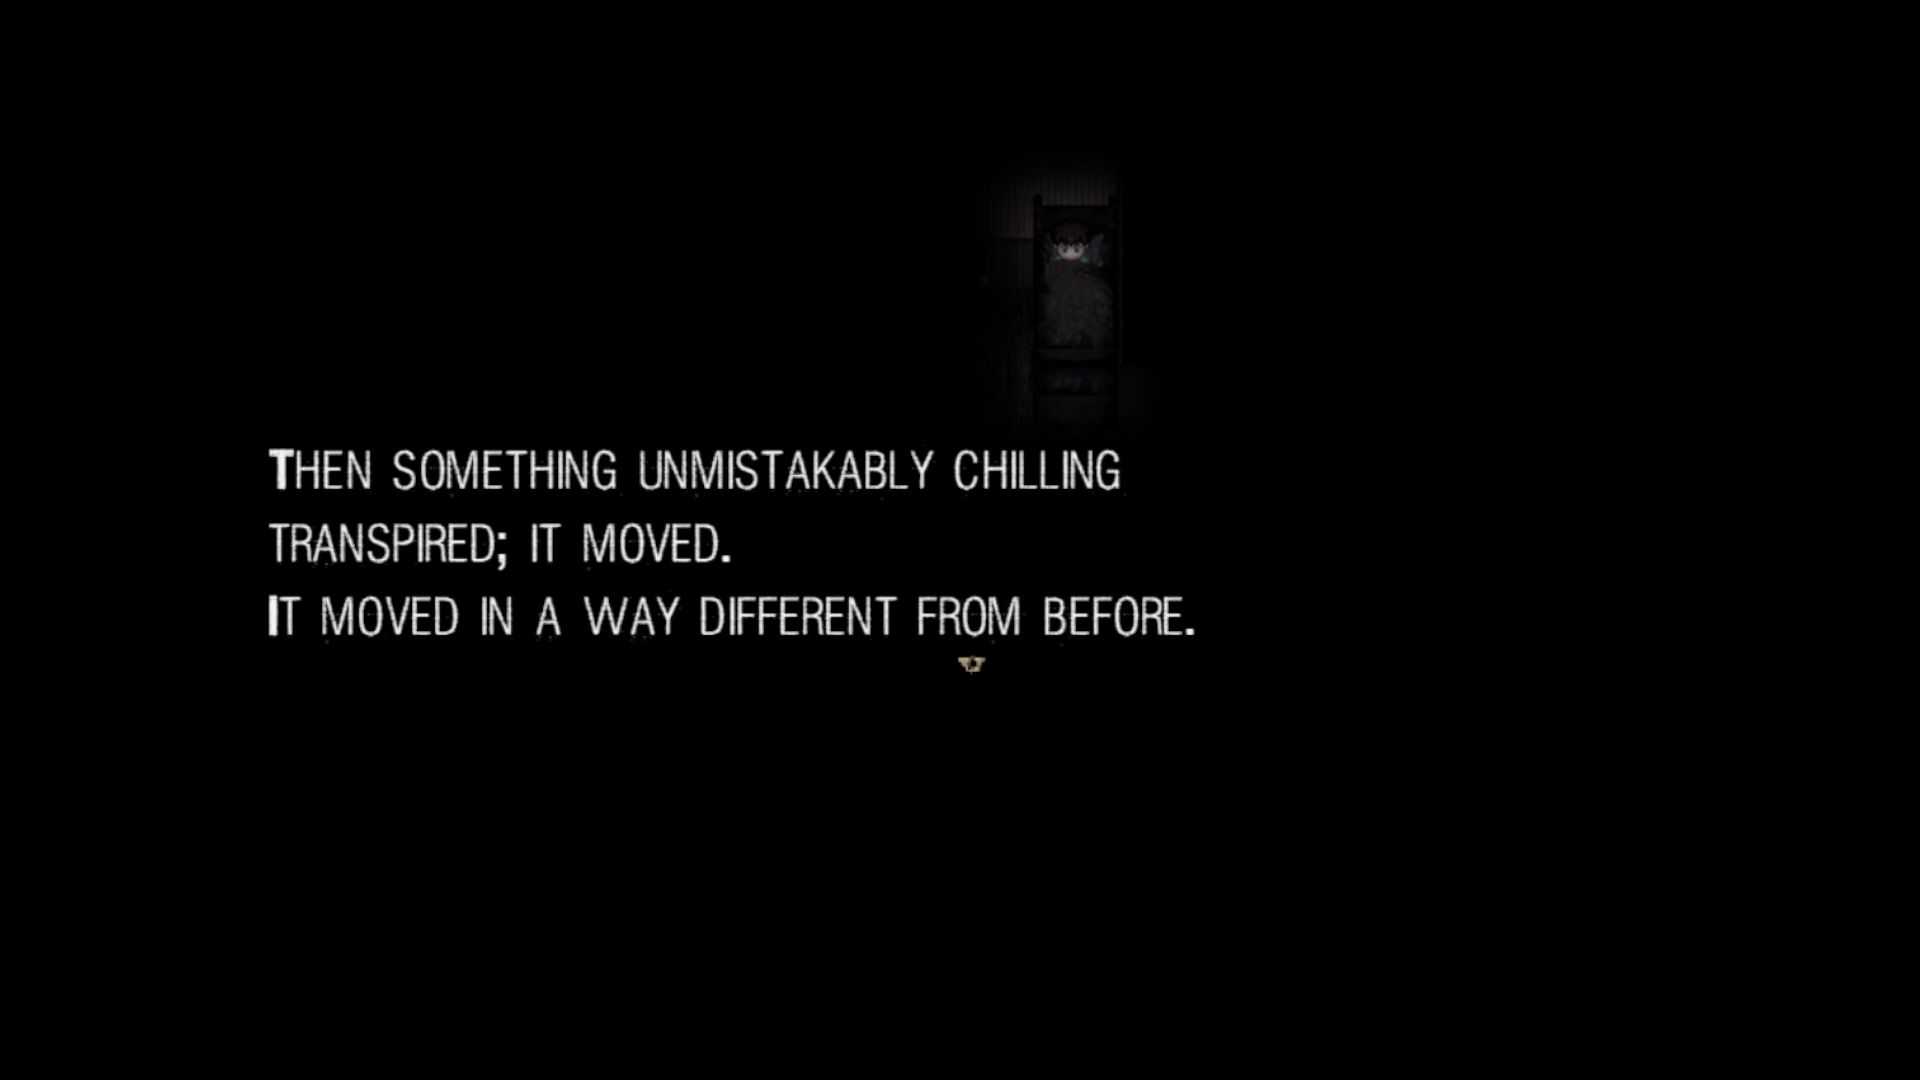 THEN SOMETHING UNMISTAKABLY CHILLING
TRANSPIRED; IT MOVED.
IT MOVED IN A WAY DIFFERENT FROM BEFORE.